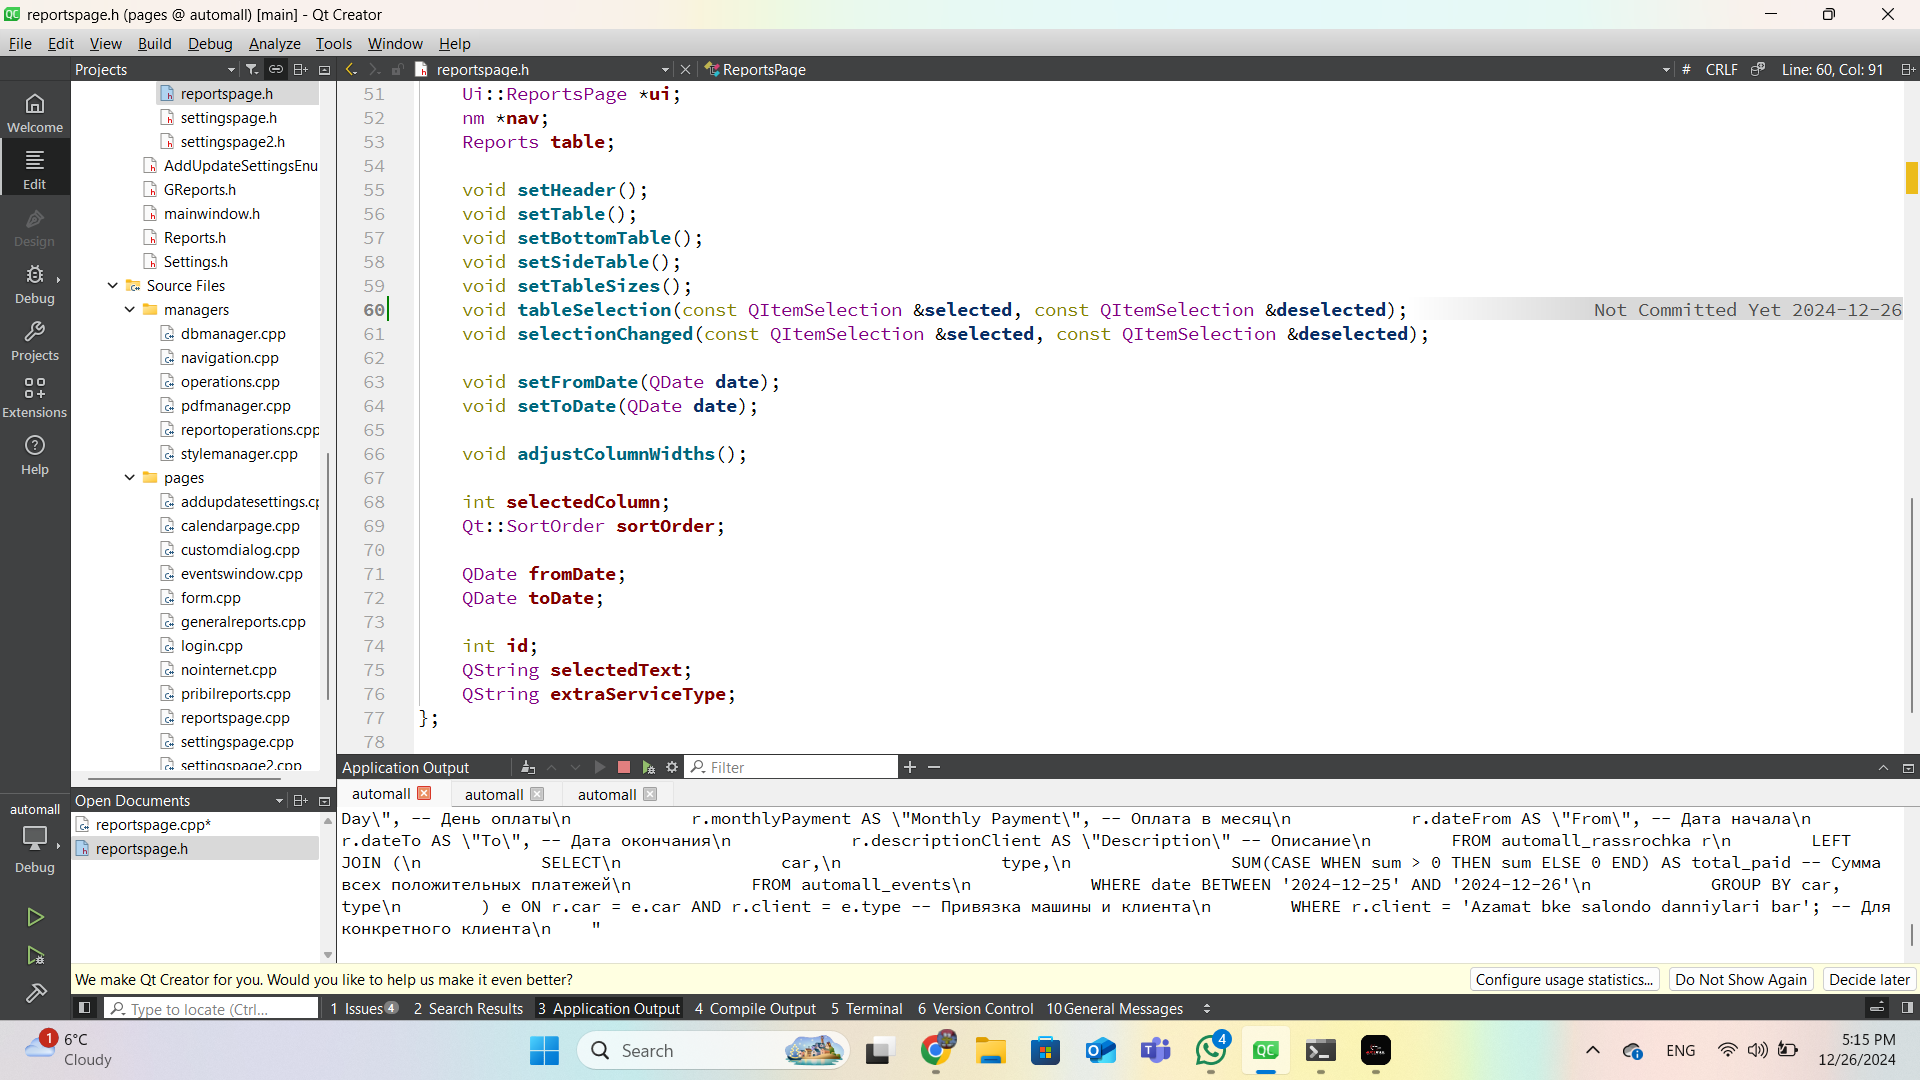 reportspage.h (pages @ automall) [main] - Qt Creator
File Edit View Build Debug Analyze Tools Window Help
Projects
reportspage.h
ReportsPage
# CRLF Line: 60, Col: 91
Welcome
Edit
Design
Debug
Projects
Extensions
Help
reportspage.h
settingspage.h
settingspage2.h
AddUpdateSettingsEnu
GReports.h
mainwindow.h
Reports.h
Settings.h
Source Files
managers
dbmanager.cpp
navigation.cpp
operations.cpp
pdfmanager.cpp
reportoperations.cpp
stylemanager.cpp
pages
addupdatesettings.cp
calendarpage.cpp
customdialog.cpp
eventswindow.cpp
form.cpp
generalreports.cpp
login.cpp
nointernet.cpp
pribilreports.cpp
reportspage.cpp
settingspage.cpp
settingspage2.cpp
51 Ui::ReportsPage *ui;
52 nm *nav;
53 Reports table;
54
55 void setHeader();
56 void setTable();
57 void setBottomTable();
58 void setSideTable();
59 void setTableSizes();
60 void tableSelection(const QItemSelection &selected, const QItemSelection &deselected); Not Committed Yet 2024-12-26
61 void selectionChanged(const QItemSelection &selected, const QItemSelection &deselected);
62
63 void setFromDate(QDate date);
64 void setToDate(QDate date);
65
66 void adjustColumnWidths();
67
68 int selectedColumn;
69 Qt::SortOrder sortOrder;
70
71 QDate fromDate;
72 QDate toDate;
73
74 int id;
75 QString selectedText;
76 QString extraServiceType;
77 };
78
automall
Debug
Open Documents
reportspage.cpp*
reportspage.h
Application Output Filter
automall automall automall
Day\", -- День оплаты\n r.monthlyPayment AS \"Monthly Payment\", -- Оплата в месяц\n r.dateFrom AS \"From\", -- Дата начала\n
r.dateTo AS \"To\", -- Дата окончания\n r.descriptionClient AS \"Description\" -- Описание\n FROM automall_rassrochka r\n LEFT
JOIN (\n SELECT\n car,\n type,\n SUM(CASE WHEN sum > 0 THEN sum ELSE 0 END) AS total_paid -- Сумма
всех положительных платежей\n FROM automall_events\n WHERE date BETWEEN '2024-12-25' AND '2024-12-26'\n GROUP BY car,
type\n ) e ON r.car = e.car AND r.client = e.type -- Привязка машины и клиента\n WHERE r.client = 'Azamat bke salondo danniylari bar'; -- Для
конкретного клиента\n "
We make Qt Creator for you. Would you like to help us make it even better? Configure usage statistics... Do Not Show Again Decide later
Type to locate (Ctrl... 1 Issues 4 2 Search Results 3 Application Output 4 Compile Output 5 Terminal 6 Version Control 10 General Messages
1
6°C
Cloudy
Search
4
QC
ENG
5:15 PM
12/26/2024